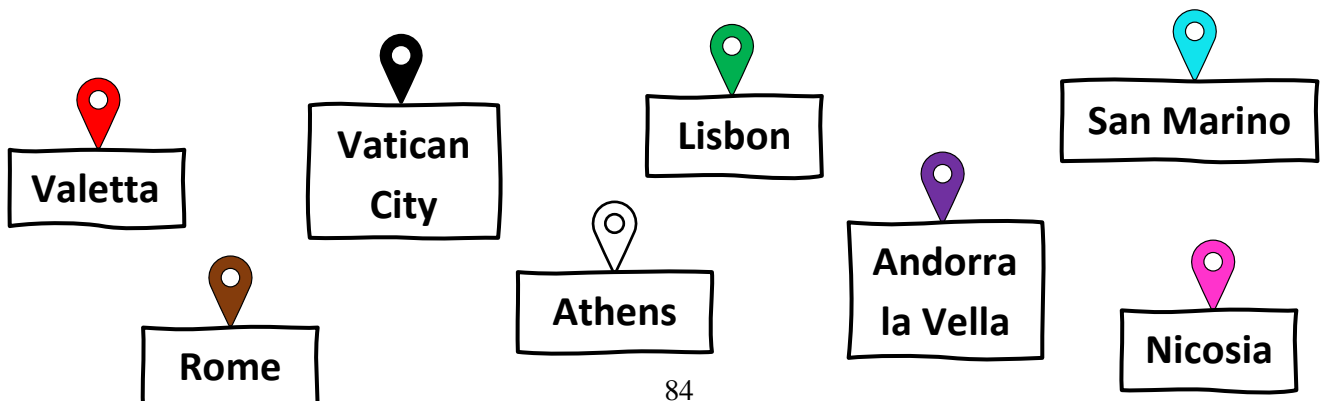 San Marino
Lisbon
Vatican
City
Valetta
Andorra
la Vella
Athens
Nicosia
Rome
84